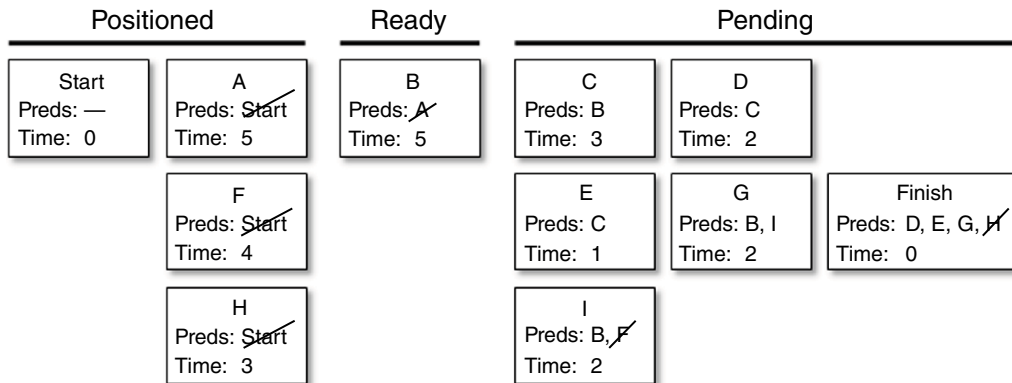 Positioned
Ready
Pending
Start
Preds: —
Time: 0
A
Preds: Start
Time: 5
B
Preds: A
Time: 5
C
Preds: B
Time: 3
D
Preds: C
Time: 2
F
Preds: Start
Time: 4
E
Preds: C
Time: 1
G
Preds: B, I
Time: 2
Finish
Preds: D, E, G, H
Time: 0
H
Preds: Start
Time: 3
I
Preds: B, F
Time: 2